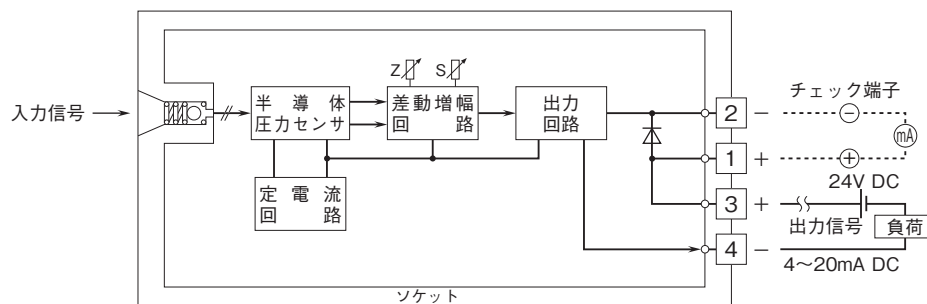 入力信号
半導体
圧力センサ
Z
S
差動増幅
回路
出力
回路
定電流
回路
ソケット
2
−
1
+
3
+
4
−
チェック端子
−
mA
+
24V DC
出力信号
負荷
4~20mA DC